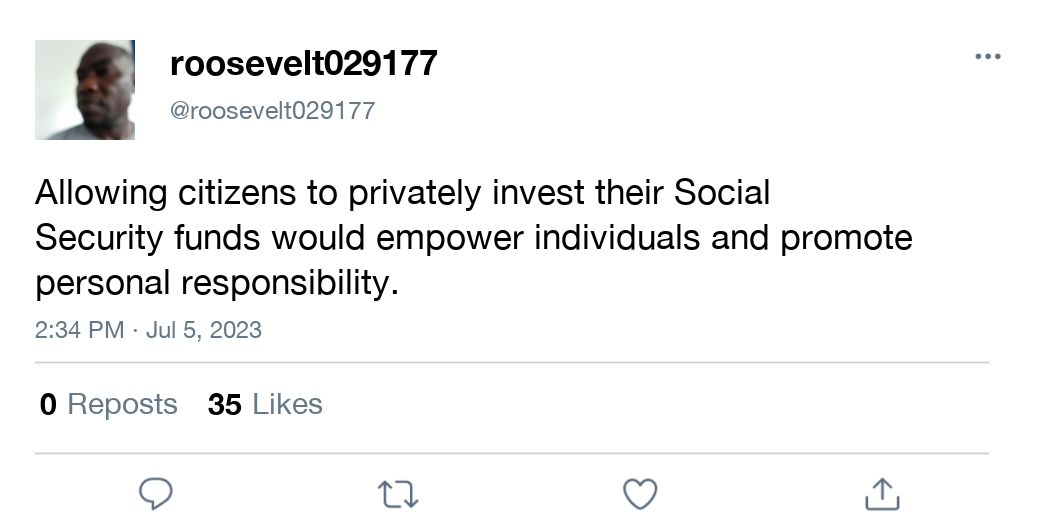 roosevelt029177
@roosevelt029177
Allowing citizens to privately invest their Social
Security funds would empower individuals and promote
personal responsibility.
2:34 PM · Jul 5, 2023
0 Reposts 35 Likes